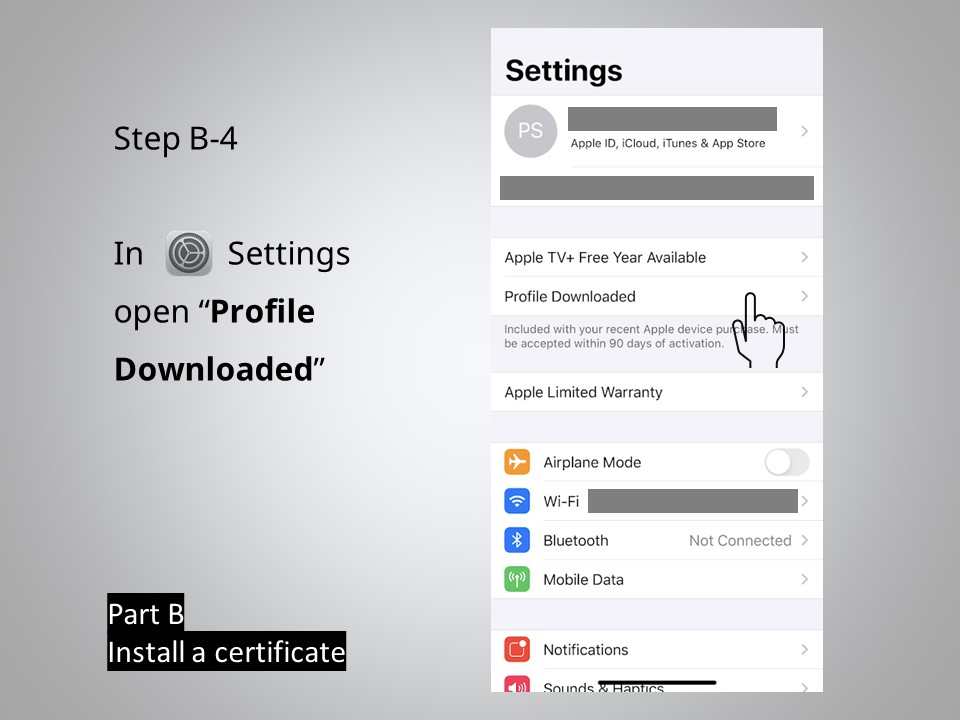 Step B-4
In Settings
open “Profile
Downloaded”
Part B
Install a certificate
Settings
PS
Apple ID, iCloud, iTunes & App Store
Apple TV+ Free Year Available
Profile Downloaded
Included with your recent Apple device purchase. Must
be accepted within 90 days of activation.
Apple Limited Warranty
Airplane Mode
Wi-Fi
Bluetooth Not Connected
Mobile Data
Notifications
Sounds & Haptics